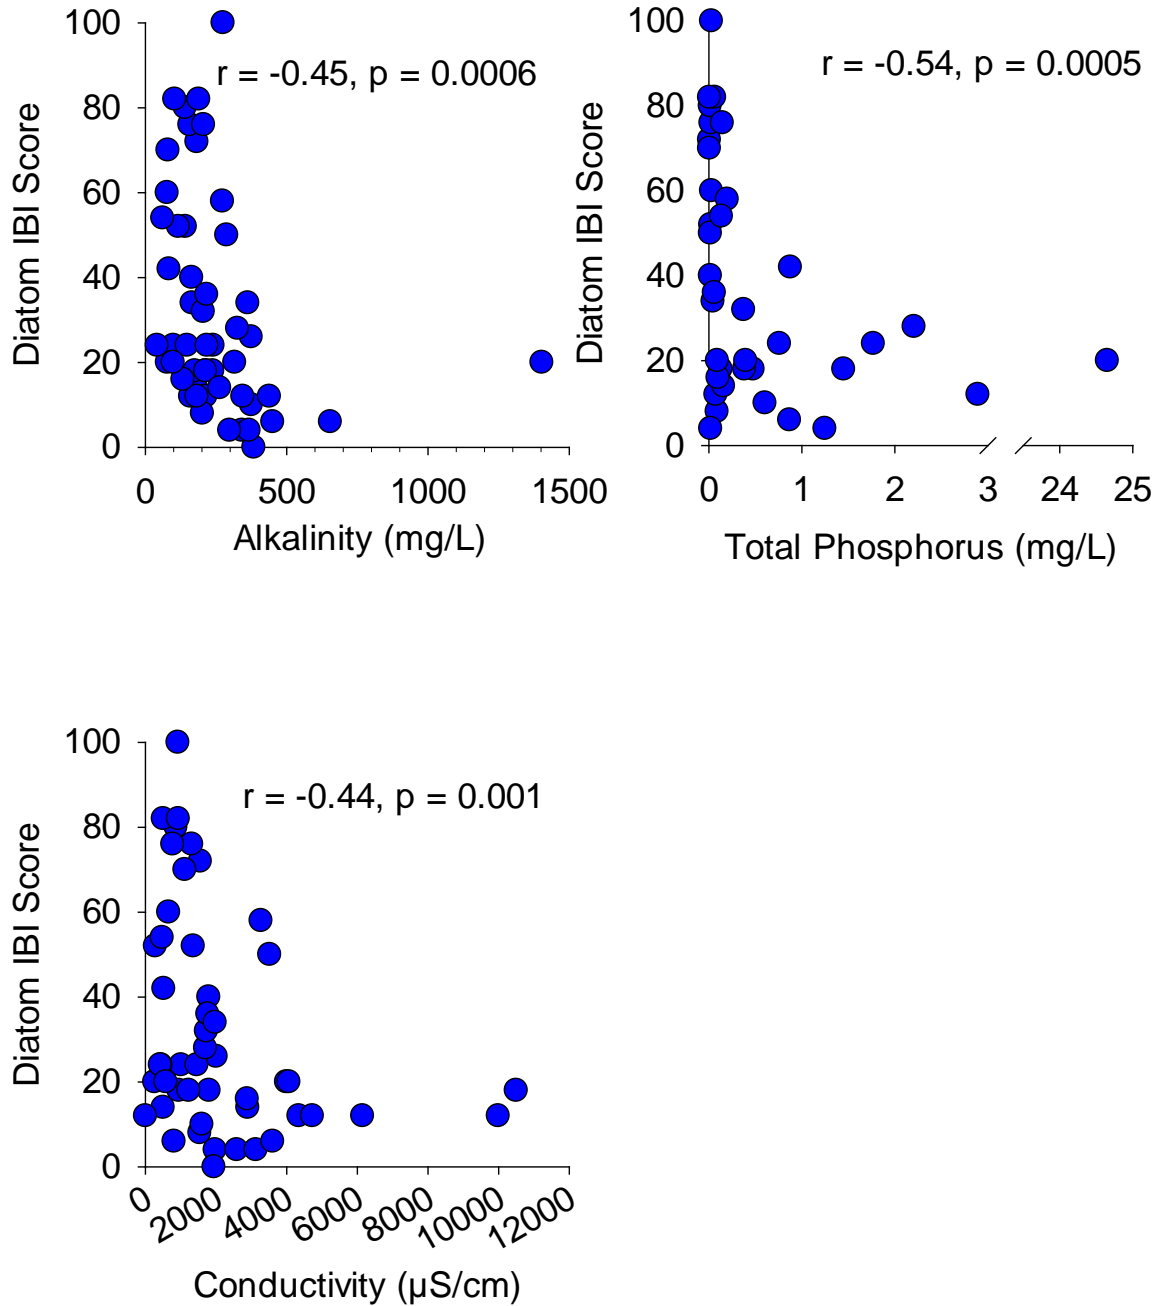 Diatom IBI Score
100
80
60
40
20
0
r = -0.45, p = 0.0006
0 500 1000 1500
Alkalinity (mg/L)
Diatom IBI Score
100
80
60
40
20
0
r = -0.54, p = 0.0005
0 1 2 3 24 25
Total Phosphorus (mg/L)
Diatom IBI Score
100
80
60
40
20
0
r = -0.44, p = 0.001
0 2000 4000 6000 8000 10000 12000
Conductivity (µS/cm)